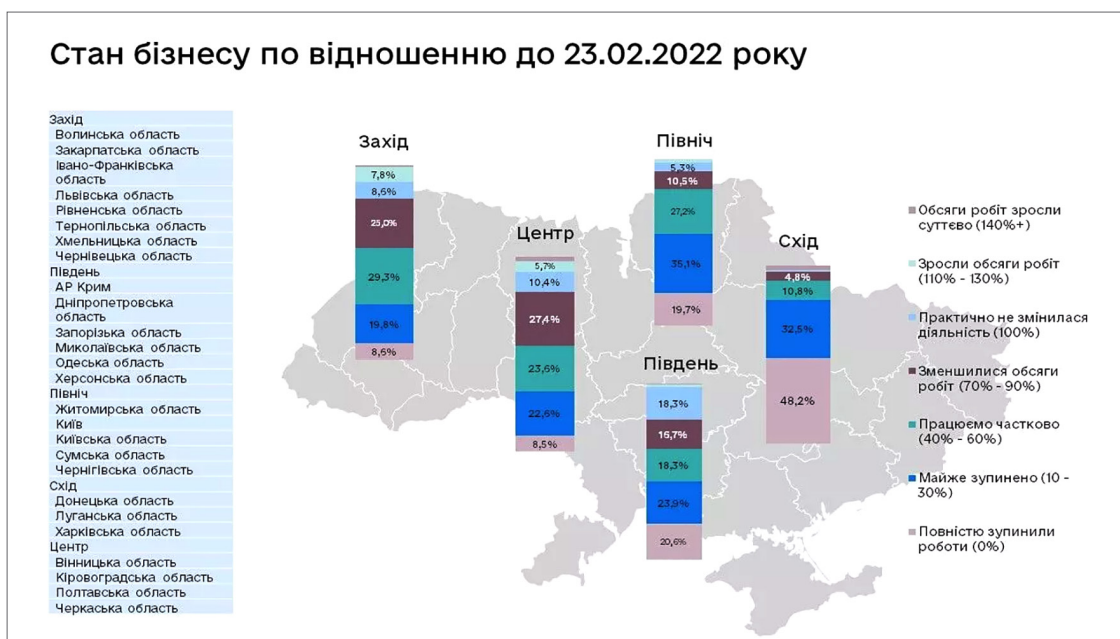 Стан бізнесу по відношенню до 23.02.2022 року
Захід
Волинська область
Закарпатська область
Івано-Франківська
область
Львівська область
Рівненська область
Тернопільська область
Хмельницька область
Чернівецька область
Південь
АР Крим
Дніпропетровська
область
Запорізька область
Миколаївська область
Одеська область
Херсонська область
Північ
Житомирська область
Київ
Київська область
Сумська область
Чернігівська область
Схід
Донецька область
Луганська область
Харківська область
Центр
Вінницька область
Кіровоградська область
Полтавська область
Черкаська область
Захід
7,8%
8,6%
25,0%
29,3%
19,8%
8,6%
Центр
5,7%
10,4%
27,4%
23,6%
22,6%
8,5%
Північ
5,3%
10,5%
27,2%
35,1%
19,7%
Південь
18,3%
16,7%
18,3%
23,9%
20,6%
Схід
4,8%
10,8%
32,5%
48,2%
Обсяги робіт зросли
суттєво (140%+)
Зросли обсяги робіт
(110% - 130%)
Практично не змінилася
діяльність (100%)
Зменшилися обсяги
робіт (70% - 90%)
Працюємо частково
(40% - 60%)
Майже зупинено (10 -
30%)
Повністю зупинили
роботи (0%)